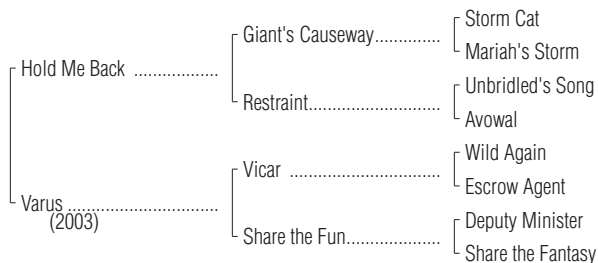 Storm Cat
Giant's Causeway..............
Mariah's Storm
Hold Me Back ..................
Unbridled's Song
Restraint............................
Avowal
Wild Again
Vicar ................................
Escrow Agent
Varus ................................
(2003)
Deputy Minister
Share the Fun....................
Share the Fantasy